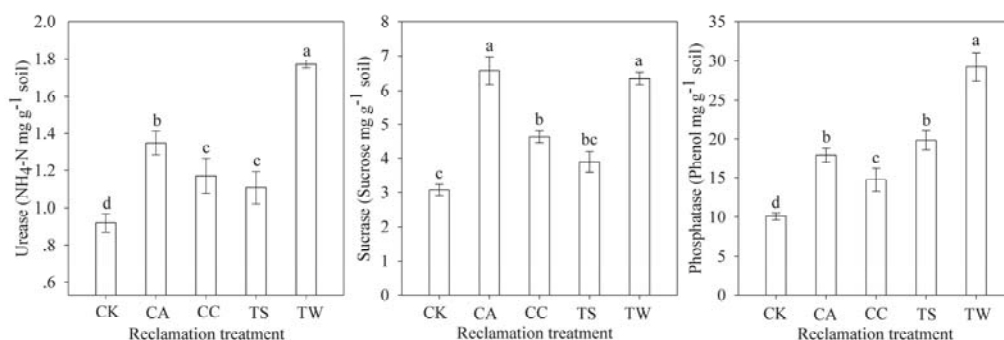 Urease (NH4-N mg g-1 soil)
2.0
1.8
1.6
1.4
1.2
1.0
.8
.6
d
b
c
c
a
CK CA CC TS TW
Reclamation treatment
Sucrase (Sucrose mg g-1 soil)
8
7
6
5
4
3
2
1
0
c
a
b
bc
a
CK CA CC TS TW
Reclamation treatment
Phosphatase (Phenol mg g-1 scil)
35
30
25
20
15
10
5
0
d
b
c
b
a
CK CA CC TS TW
Reclamation treatment